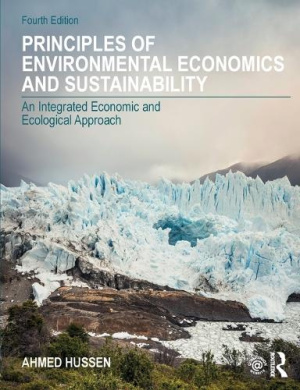 Fourth Edition
PRINCIPLES OF
ENVIRONMENTAL ECONOMICS
AND SUSTAINABILITY
An Integrated Economic and
Ecological Approach
AHMED HUSSEN